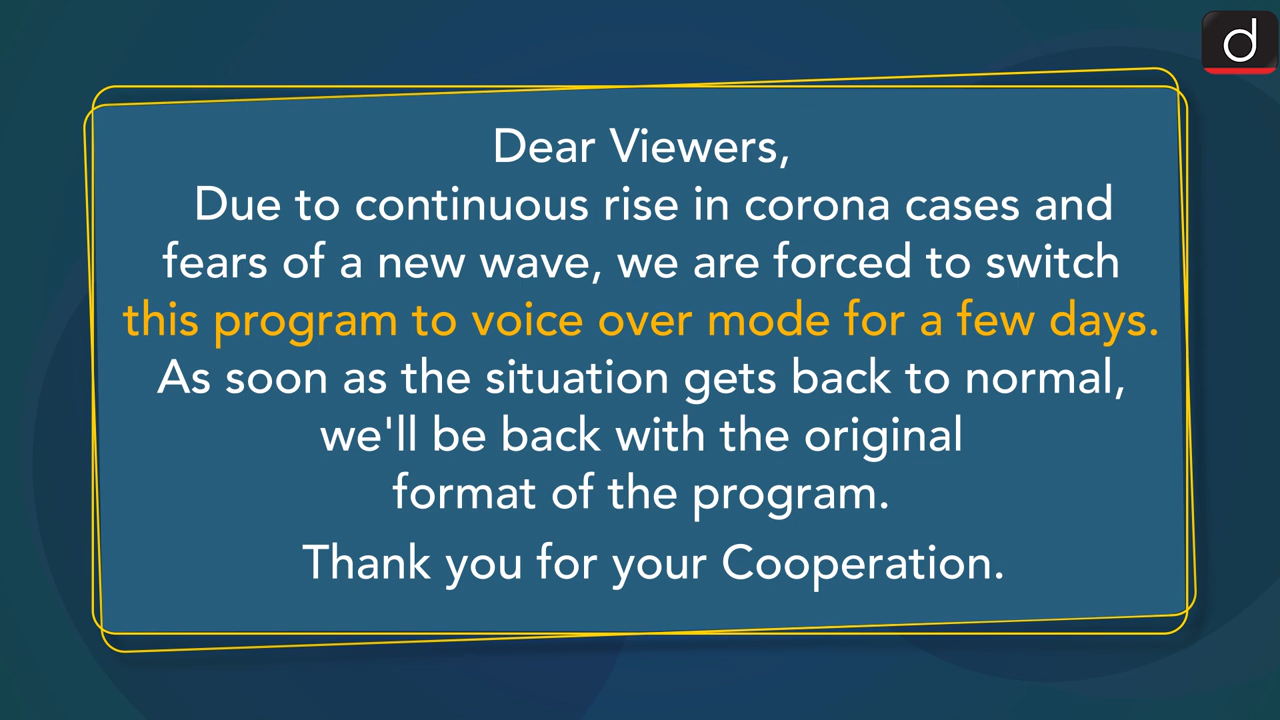 d
Dear Viewers,
Due to continuous rise in corona cases and
fears of a new wave, we are forced to switch
this program to voice over mode for a few days.
As soon as the situation gets back to normal,
we'll be back with the original
format of the program.
Thank you for your Cooperation.